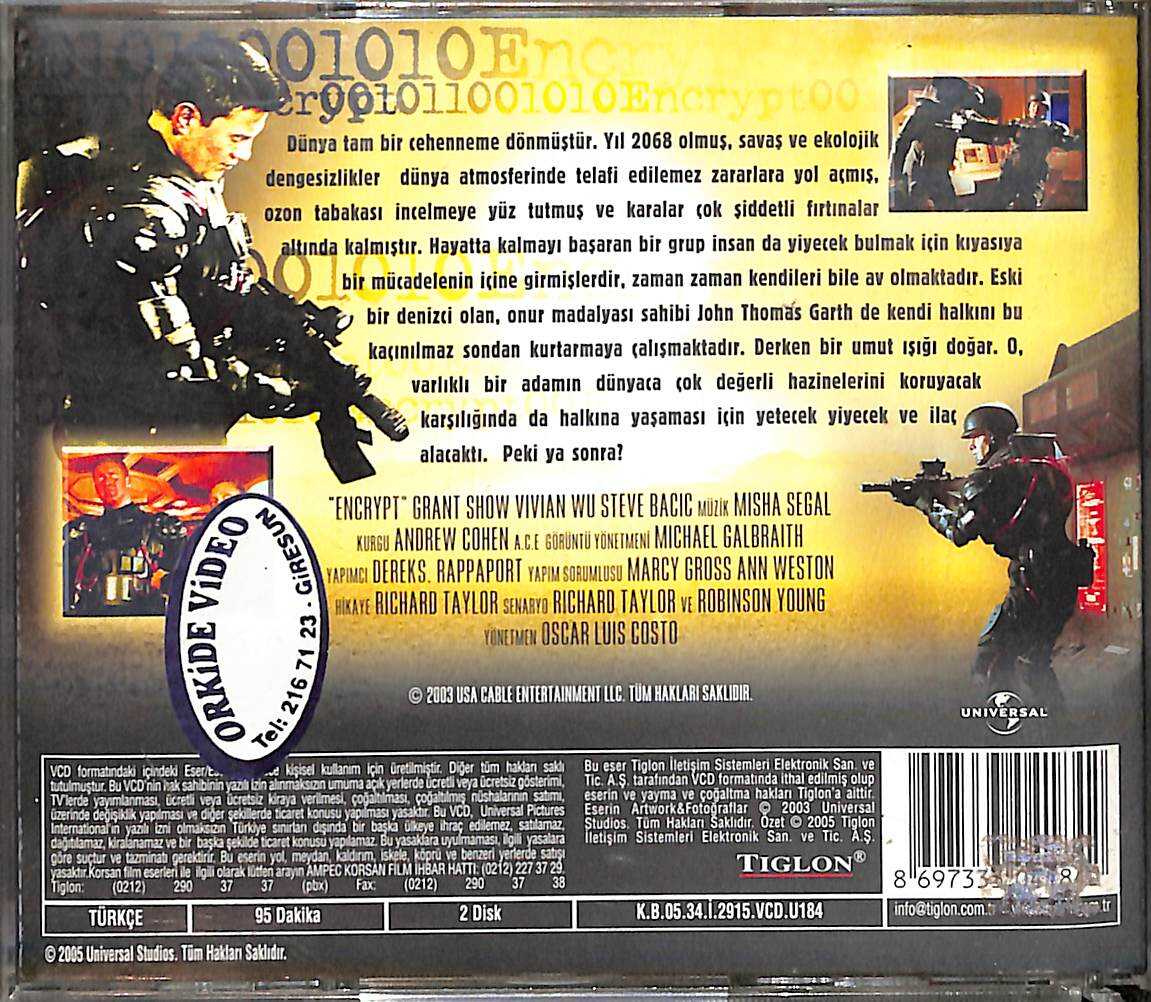 001010Encrypt
crypt
er001011001010Encrypt00
Dünya tam bir cehenneme dönmüştür. Yıl 2068 olmuş, savaş ve ekolojik
dengesizlikler dünya atmosferinde telafi edilemez zararlara yol açmış,
ozon tabakası incelmeye yüz tutmuş ve karalar çok şiddetli fırtınalar
altında kalmıştır. Hayatta kalmayı başaran bir grup insan da yiyecek bulmak için kıyasıya
bir mücadelenin içine girmişlerdir, zaman zaman kendileri bile av olmaktadır. Eski
bir denizci olan, onur madalyası sahibi John Thomas Garth de kendi halkını bu
kaçınılmaz sondan kurtarmaya çalışmaktadır. Derken bir umut ışığı doğar. O,
varlıklı bir adamın dünyaca çok değerli hazinelerini koruyacak
karşılığında da halkına yaşaması için yetecek yiyecek ve ilaç
alacaktı. Peki ya sonra?
"ENCRYPT" GRANT SHOW VIVIAN WU STEVE BACIC MÜZİK MISHA SEGAL
KURGU ANDREW COHEN A.C.E GÖRÜNTÜ YÖNETMENİ MICHAEL GALBRAITH
YAPIMCI DEREKS. RAPPAPORT YAPIM SORUMLUSU MARCY GROSS ANN WESTON
HİKAYE RICHARD TAYLOR SENARYO RICHARD TAYLOR VE ROBINSON YOUNG
YÖNETMEN OSCAR LUIS COSTO
ORKİDE VİDEO
Tel: 216 71 23 - GİRESUN
© 2003 USA CABLE ENTERTAINMENT LLC. TÜM HAKLARI SAKLIDIR.
UNIVERSAL
VCD formatındaki içindeki Eser/Es kişisel kullanım için üretilmiştir. Diğer tüm hakları saklı
tutulmuştur. Bu VCD'nin hak sahibinin yazılı izin alınmaksızın umuma açık yerlerde ücretli veya ücretsiz gösterimi,
TV'lerde yayımlanması, ücretli veya ücretsiz kiraya verilmesi, çoğaltılması, çoğaltılmış nüshalarının satımı,
üzerinde değişiklik yapılması ve diğer şekillerde ticaret konusu yapılması yasaktır. Bu VCD, Universal Pictures
International'ın yazılı izni olmaksızın Türkiye sınırları dışında bir başka ülkeye ihraç edilemez, satılamaz,
dağıtılamaz, kiralanamaz ve bir başka şekilde ticaret konusu yapılamaz. Bu yasaklara uyulmaması, ilgili yasalara
göre suçtur ve tazminatı gerektirir. Bu eserin yol, meydan, kaldırım, iskele, köprü ve benzeri yerlerde satışı
yasaktır.Korsan film eserleri ile ilgili olarak lütfen arayın AMPEC KORSAN FİLM İHBAR HATTI: (0212) 227 37 29.
Tiglon: (0212) 290 37 37 (pbx) Fax: (0212) 290 37 38
Bu eser Tiglon İletişim Sistemleri Elektronik San. ve
Tic. A.Ş. tarafından VCD formatında ithal edilmiş olup
eserin ve yayma ve çoğaltma hakları Tiglon'a aittir.
Eserin Artwork&Fotoğraflar © 2003 Universal
Studios. Tüm Hakları Saklıdır. Özet © 2005 Tiglon
İletişim Sistemleri Elektronik San. ve Tic. A.Ş.
TIGLON®
8 69733
info@tiglon.com.tr
TÜRKÇE
95 Dakika
2 Disk
K.B.05.34.İ.2915.VCD.U184
© 2005 Universal Studios. Tüm Hakları Saklıdır.